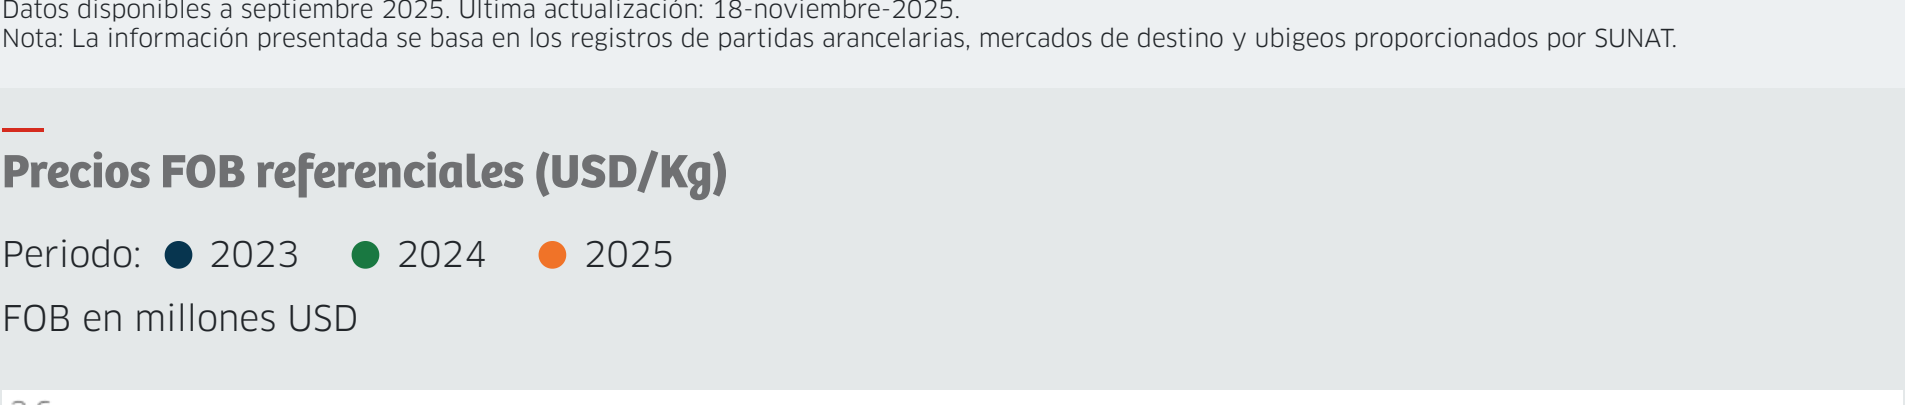 Datos disponibles a septiembre 2025. Última actualización: 18-noviembre-2025.
Nota: La información presentada se basa en los registros de partidas arancelarias, mercados de destino y ubigeos proporcionados por SUNAT.
Precios FOB referenciales (USD/Kg)
Periodo: 2023 2024 2025
FOB en millones USD